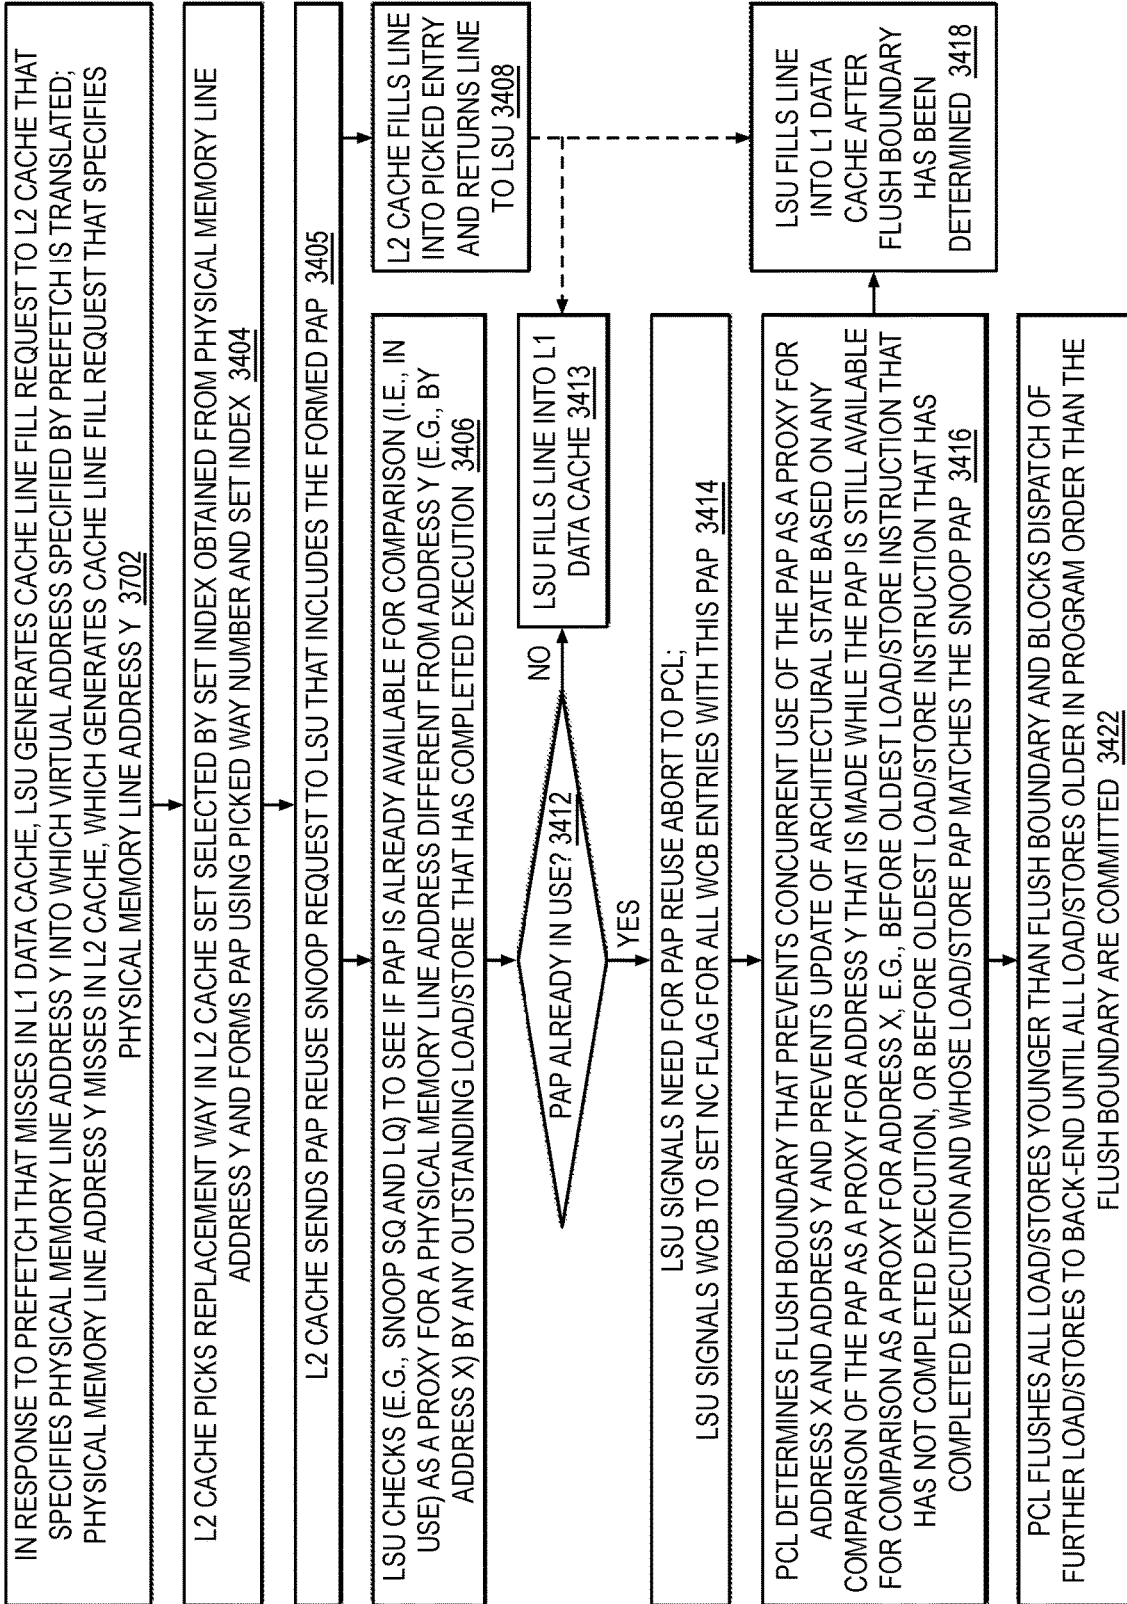 IN RESPONSE TO PREFETCH THAT MISSES IN L1 DATA CACHE, LSU GENERATES CACHE LINE FILL REQUEST TO L2 CACHE THAT
SPECIFIES PHYSICAL MEMORY LINE ADDRESS Y INTO WHICH VIRTUAL ADDRESS SPECIFIED BY PREFETCH IS TRANSLATED;
PHYSICAL MEMORY LINE ADDRESS Y MISSES IN L2 CACHE, WHICH GENERATES CACHE LINE FILL REQUEST THAT SPECIFIES
PHYSICAL MEMORY LINE ADDRESS Y 3702
L2 CACHE PICKS REPLACEMENT WAY IN L2 CACHE SET SELECTED BY SET INDEX OBTAINED FROM PHYSICAL MEMORY LINE
ADDRESS Y AND FORMS PAP USING PICKED WAY NUMBER AND SET INDEX 3404
L2 CACHE SENDS PAP REUSE SNOOP REQUEST TO LSU THAT INCLUDES THE FORMED PAP 3405
LSU CHECKS (E.G., SNOOP SQ AND LQ) TO SEE IF PAP IS ALREADY AVAILABLE FOR COMPARISON (I.E., IN
USE) AS A PROXY FOR A PHYSICAL MEMORY LINE ADDRESS DIFFERENT FROM ADDRESS Y (E.G., BY
ADDRESS X) BY ANY OUTSTANDING LOAD/STORE THAT HAS COMPLETED EXECUTION 3406
L2 CACHE FILLS LINE
INTO PICKED ENTRY
AND RETURNS LINE
TO LSU 3408
PAP ALREADY IN USE? 3412
NO
YES
LSU FILLS LINE INTO L1
DATA CACHE 3413
LSU SIGNALS NEED FOR PAP REUSE ABORT TO PCL;
LSU SIGNALS WCB TO SET NC FLAG FOR ALL WCB ENTRIES WITH THIS PAP 3414
PCL DETERMINES FLUSH BOUNDARY THAT PREVENTS CONCURRENT USE OF THE PAP AS A PROXY FOR
ADDRESS X AND ADDRESS Y AND PREVENTS UPDATE OF ARCHITECTURAL STATE BASED ON ANY
COMPARISON OF THE PAP AS A PROXY FOR ADDRESS Y THAT IS MADE WHILE THE PAP IS STILL AVAILABLE
FOR COMPARISON AS A PROXY FOR ADDRESS X, E.G., BEFORE OLDEST LOAD/STORE INSTRUCTION THAT
HAS NOT COMPLETED EXECUTION, OR BEFORE OLDEST LOAD/STORE INSTRUCTION THAT HAS
COMPLETED EXECUTION AND WHOSE LOAD/STORE PAP MATCHES THE SNOOP PAP 3416
LSU FILLS LINE
INTO L1 DATA
CACHE AFTER
FLUSH BOUNDARY
HAS BEEN
DETERMINED 3418
PCL FLUSHES ALL LOAD/STORES YOUNGER THAN FLUSH BOUNDARY AND BLOCKS DISPATCH OF
FURTHER LOAD/STORES TO BACK-END UNTIL ALL LOAD/STORES OLDER IN PROGRAM ORDER THAN THE
FLUSH BOUNDARY ARE COMMITTED 3422